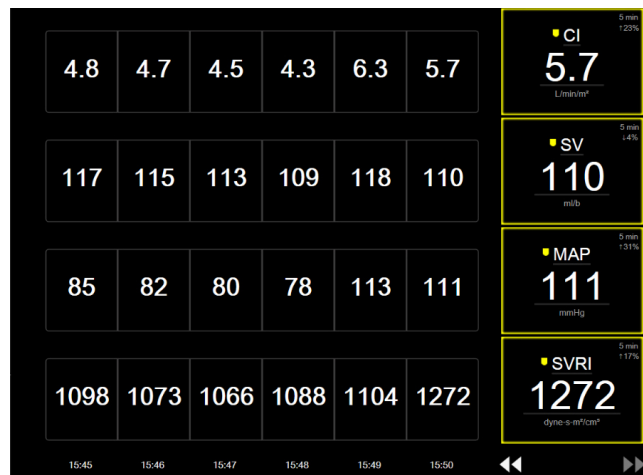 4.8 4.7 4.5 4.3 6.3 5.7
5 min
↑23%
CI
5.7
L/min/m²
117 115 113 109 118 110
5 min
↓4%
SV
110
ml/b
85 82 80 78 113 111
5 min
↑31%
MAP
111
mmHg
1098 1073 1066 1088 1104 1272
5 min
↑17%
SVRI
1272
dyne-s-m²/cm⁵
15:45 15:46 15:47 15:48 15:49 15:50